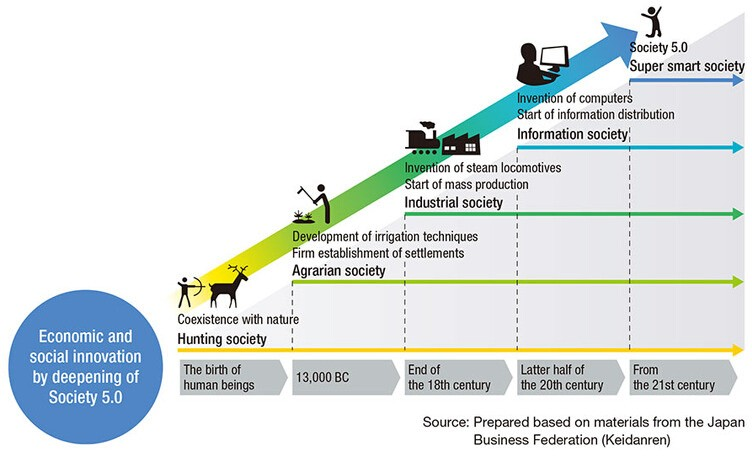 Society 5.0
Super smart society
Invention of computers
Start of information distribution
Information society
Invention of steam locomotives
Start of mass production
Industrial society
Development of irrigation techniques
Firm establishment of settlements
Agrarian society
Coexistence with nature
Hunting society
Economic and
social innovation
by deepening of
Society 5.0
The birth of
human beings
13,000 BC
End of
the 18th century
Latter half of
the 20th century
From
the 21st century
Source: Prepared based on materials from the Japan
Business Federation (Keidanren)